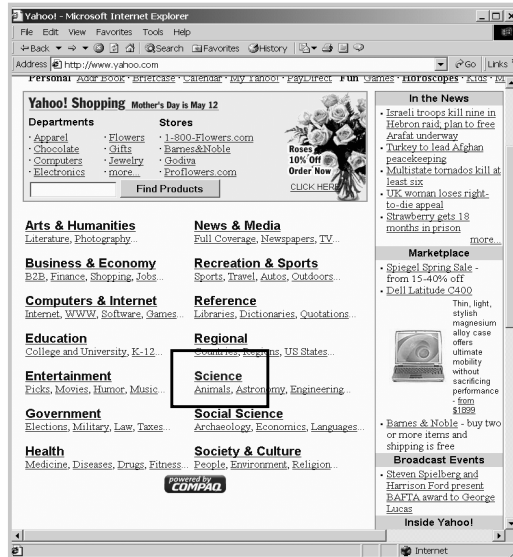 Yahoo! - Microsoft Internet Explorer
File Edit View Favorites Tools Help
Back Search Favorites History
Address http://www.yahoo.com Go Links
Personal Addr Book · Briefcase · Calendar · My Yahoo! · PayDirect Fun Games · Horoscopes · Kids · M
Yahoo! Shopping Mother's Day is May 12
Departments Stores
· Apparel · Flowers · 1-800-Flowers.com
· Chocolate · Gifts · Barnes&Noble
· Computers · Jewelry · Godiva
· Electronics · more... · Proflowers.com
Find Products
Roses
10% Off
Order Now
CLICK HERE
Arts & Humanities
Literature, Photography...
News & Media
Full Coverage, Newspapers, TV...
Business & Economy
B2B, Finance, Shopping, Jobs...
Recreation & Sports
Sports, Travel, Autos, Outdoors...
Computers & Internet
Internet, WWW, Software, Games...
Reference
Libraries, Dictionaries, Quotations...
Education
College and University, K-12...
Regional
Countries, Regions, US States...
Entertainment
Picks, Movies, Humor, Music...
Science
Animals, Astronomy, Engineering...
Government
Elections, Military, Law, Taxes...
Social Science
Archaeology, Economics, Languages...
Health
Medicine, Diseases, Drugs, Fitness...
Society & Culture
People, Environment, Religion...
powered by
COMPAQ
In the News
· Israeli troops kill nine in
Hebron raid, plan to free
Arafat underway
· Turkey to lead Afghan
peacekeeping
· Multistate tornados kill at
least six
· UK woman loses right-
to-die appeal
· Strawberry gets 18
months in prison
more...
Marketplace
· Spiegel Spring Sale -
from 15-40% off
· Dell Latitude C400
Thin, light,
stylish
magnesium
alloy case
offers
ultimate
mobility
without
sacrificing
performance
- from
$1899
· Barnes & Noble - buy two
or more items and
shipping is free
Broadcast Events
· Steven Spielberg and
Harrison Ford present
BAFTA award to George
Lucas
Inside Yahoo!
Internet